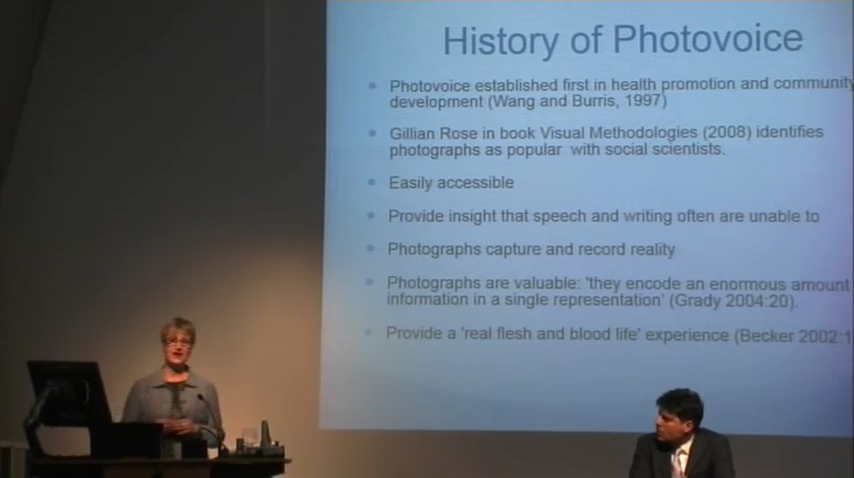 History of Photovoice
• Photovoice established first in health promotion and community
development (Wang and Burris, 1997)
• Gillian Rose in book Visual Methodologies (2008) identifies
photographs as popular with social scientists.
• Easily accessible
• Provide insight that speech and writing often are unable to
• Photographs capture and record reality
• Photographs are valuable: 'they encode an enormous amount
information in a single representation' (Grady 2004:20).
• Provide a 'real flesh and blood life' experience (Becker 2002:1